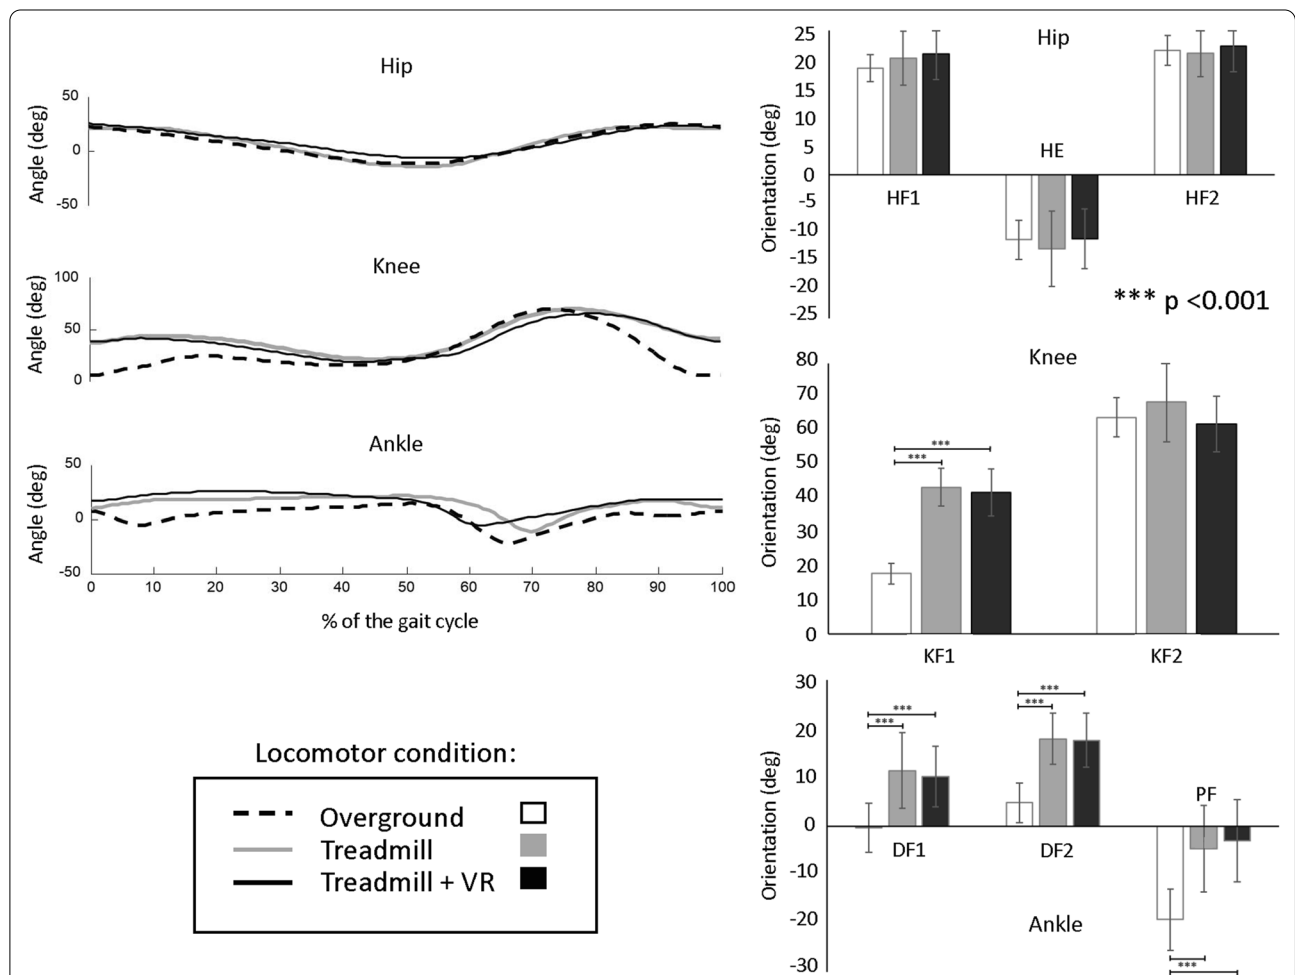 Hip
50
0
-50
Angle (deg)
Knee
100
50
0
Angle (deg)
Ankle
50
0
-50
Angle (deg)
0 10 20 30 40 50 60 70 80 90 100
% of the gait cycle
Locomotor condition:
Overground
Treadmill
Treadmill + VR
Hip
25
20
15
10
5
0
-5
-10
-15
-20
-25
Orientation (deg)
HF1
HE
HF2
*** p <0.001
Knee
80
70
60
50
40
30
20
10
0
Orientation (deg)
***
***
KF1
KF2
30
20
10
0
-10
-20
-30
Orientation (deg)
***
***
***
***
DF1
DF2
PF
Ankle
***